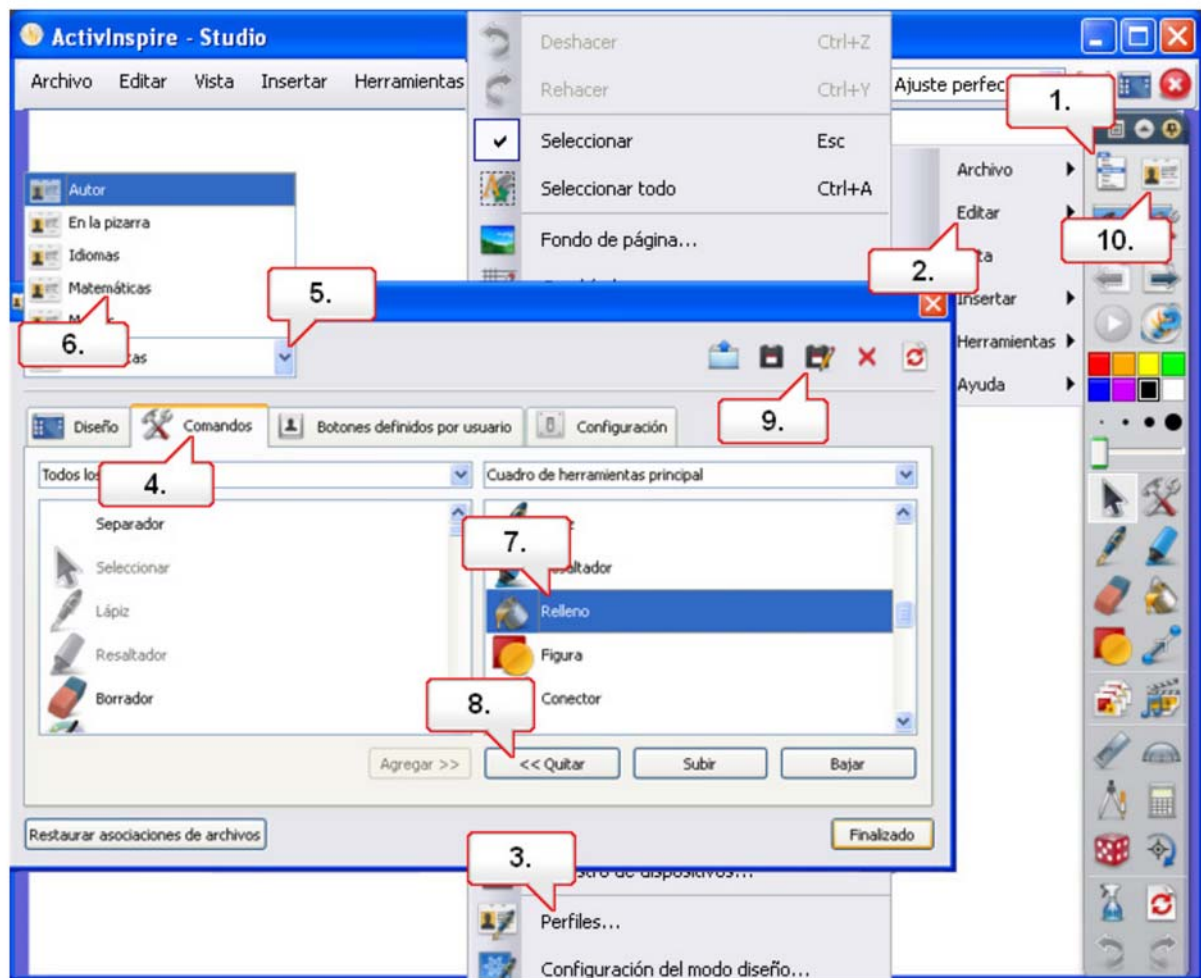 ActivInspire - Studio
Archivo Editar Vista Insertar Herramientas
Deshacer Ctrl+Z
Rehacer Ctrl+Y
Seleccionar Esc
Seleccionar todo Ctrl+A
Fondo de página...
Ajuste
1.
Archivo
Editar
2.
10.
Insertar
Herramientas
Ayuda
Autor
En la pizarra
Idiomas
Matemáticas
5.
6.
9.
Diseño Comandos Botones definidos por usuario Configuración
4.
Cuadro de herramientas principal
Separador
Seleccionar
Lápiz
Resaltador
Borrador
7.
Relleno
Figura
Conector
8.
Agregar >> << Quitar Subir Bajar
Restaurar asociaciones de archivos Finalizado
3.
Perfiles...
Configuración del modo diseño...